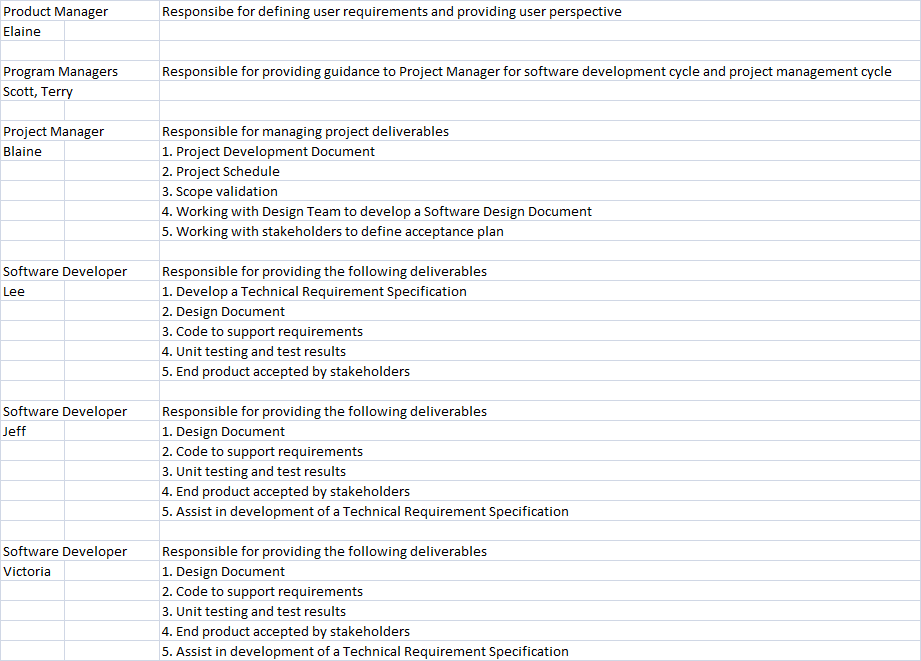 Product Manager Responsibe for defining user requirements and providing user perspective
Elaine
Program Managers Responsible for providing guidance to Project Manager for software development cycle and project management cycle
Scott, Terry
Project Manager Responsible for managing project deliverables
Blaine 1. Project Development Document
2. Project Schedule
3. Scope validation
4. Working with Design Team to develop a Software Design Document
5. Working with stakeholders to define acceptance plan
Software Developer Responsible for providing the following deliverables
Lee 1. Develop a Technical Requirement Specification
2. Design Document
3. Code to support requirements
4. Unit testing and test results
5. End product accepted by stakeholders
Software Developer Responsible for providing the following deliverables
Jeff 1. Design Document
2. Code to support requirements
3. Unit testing and test results
4. End product accepted by stakeholders
5. Assist in development of a Technical Requirement Specification
Software Developer Responsible for providing the following deliverables
Victoria 1. Design Document
2. Code to support requirements
3. Unit testing and test results
4. End product accepted by stakeholders
5. Assist in development of a Technical Requirement Specification